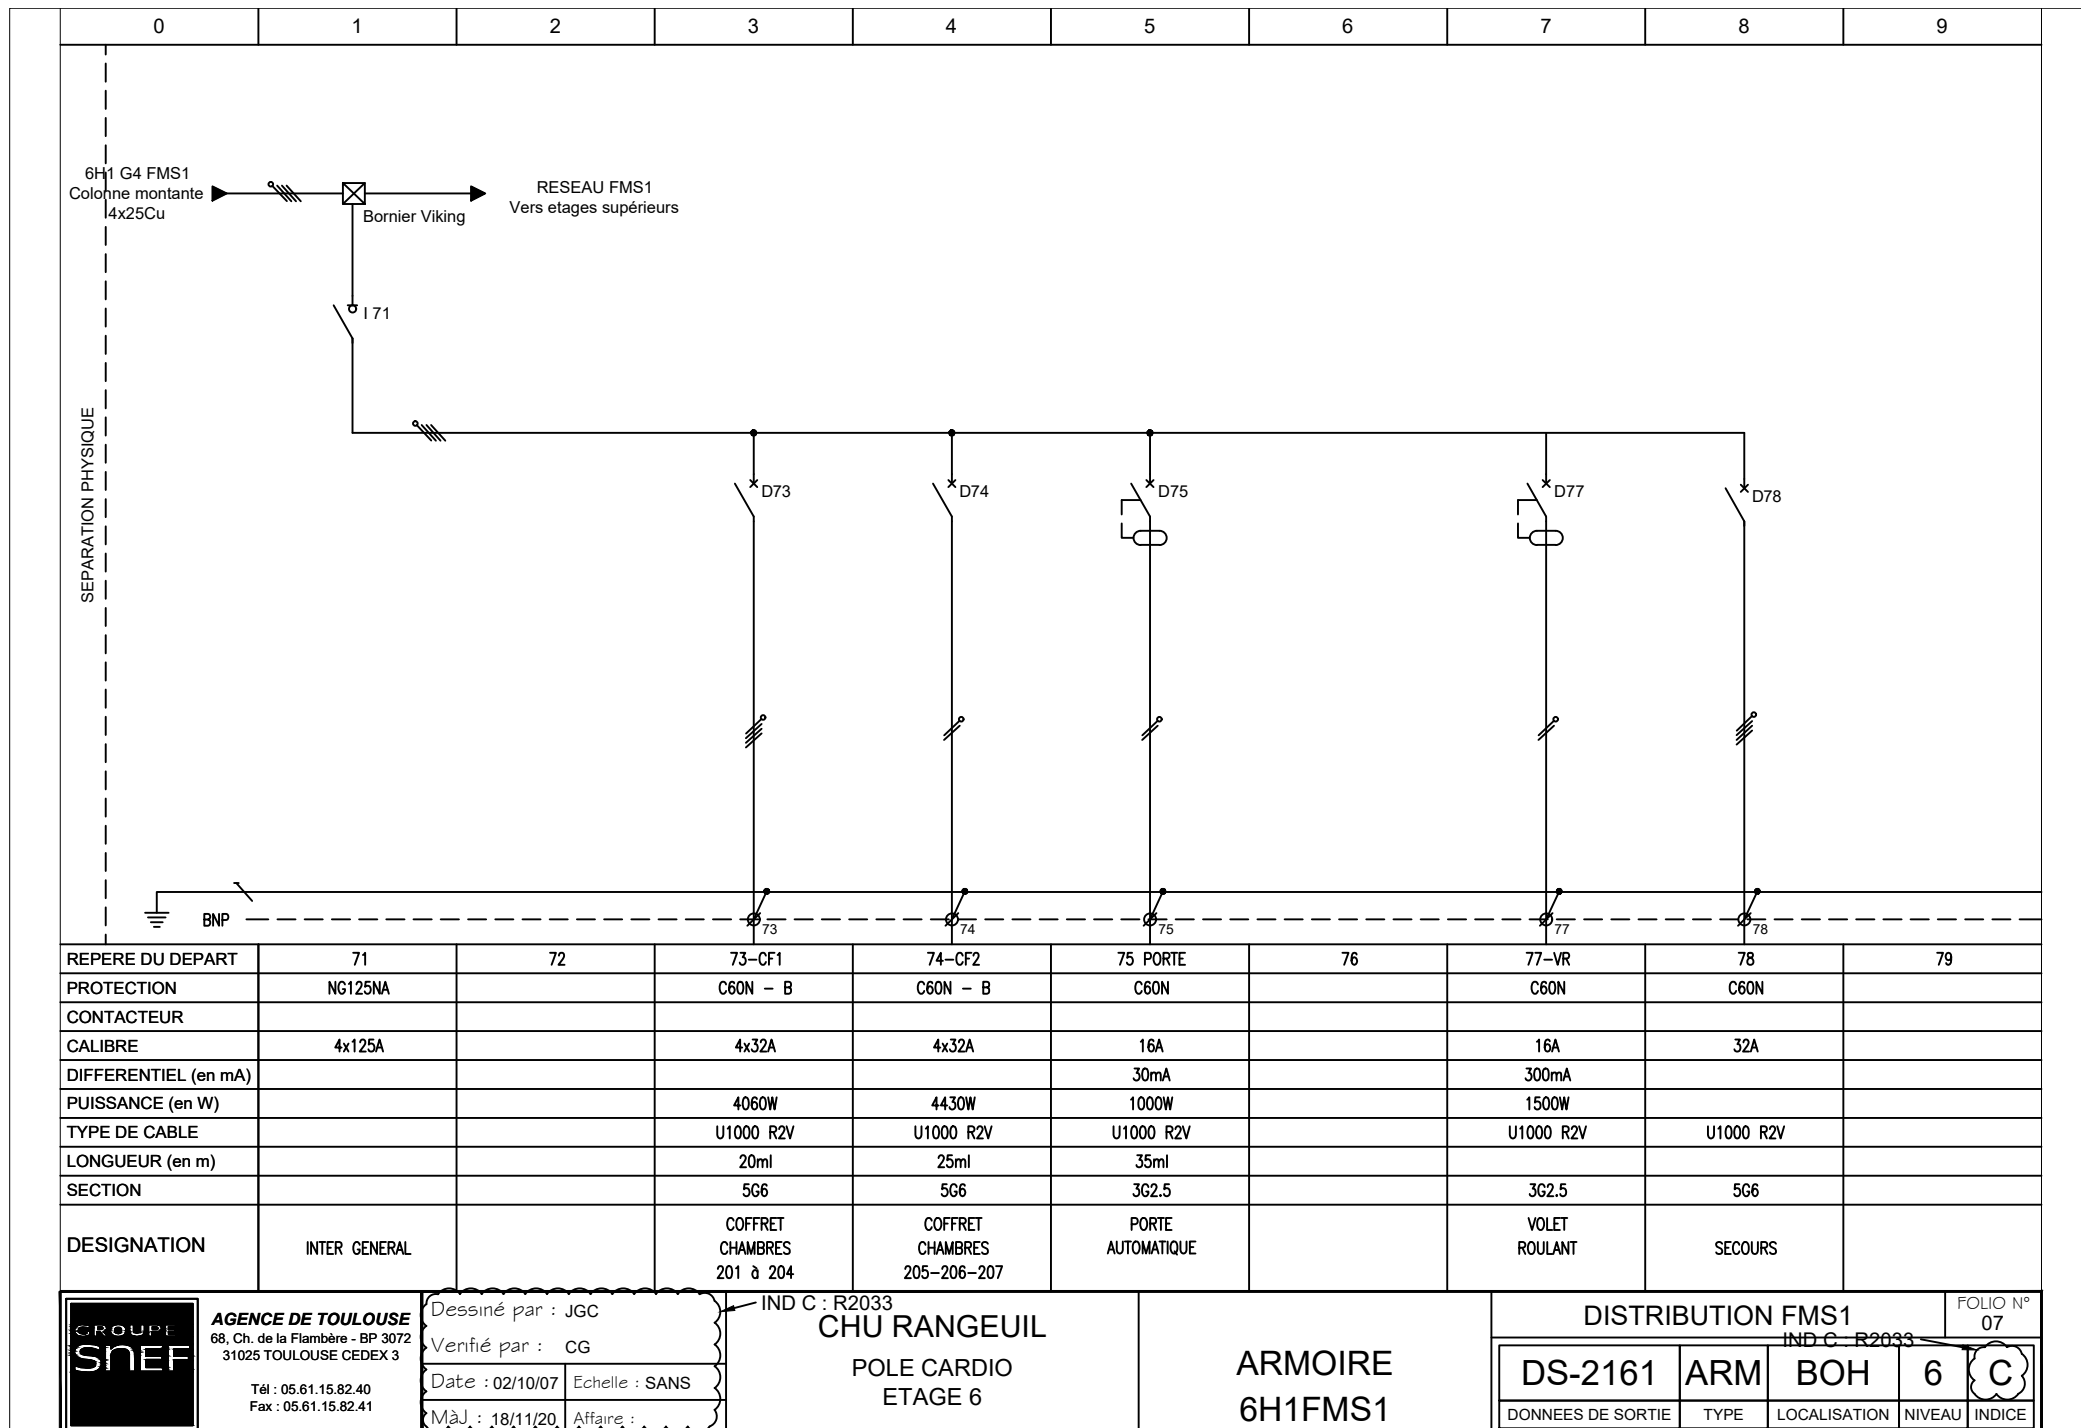 0 1 2 3 4 5 6 7 8 9
6H1 G4 FMS1
Colonne montante
4x25Cu
RESEAU FMS1
Vers etages supérieurs
Bornier Viking
I 71
SEPARATION PHYSIQUE
D73 D74 D75 D77 D78
BNP
73 74 75 77 78
REPERE DU DEPART 71 72 73-CF1 74-CF2 75 PORTE 76 77-VR 78 79
PROTECTION NG125NA C60N - B C60N - B C60N C60N C60N
CONTACTEUR
CALIBRE 4x125A 4x32A 4x32A 16A 16A 32A
DIFFERENTIEL (en mA) 30mA 300mA
PUISSANCE (en W) 4060W 4430W 1000W 1500W
TYPE DE CABLE U1000 R2V U1000 R2V U1000 R2V U1000 R2V U1000 R2V
LONGUEUR (en m) 20ml 25ml 35ml
SECTION 5G6 5G6 3G2.5 3G2.5 5G6
DESIGNATION
INTER GENERAL
COFFRET
CHAMBRES
201 à 204
COFFRET
CHAMBRES
205-206-207
PORTE
AUTOMATIQUE
VOLET
ROULANT
SECOURS
GROUPE
SNEF
AGENCE DE TOULOUSE
68, Ch. de la Flambère - BP 3072
31025 TOULOUSE CEDEX 3
Tél : 05.61.15.82.40
Fax : 05.61.15.82.41
Dessiné par : JGC
Verifié par : CG
Date : 02/10/07 Echelle : SANS
MàJ. : 18/11/20 Affaire :
IND C : R2033
CHU RANGEUIL
POLE CARDIO
ETAGE 6
ARMOIRE
6H1FMS1
DISTRIBUTION FMS1
FOLIO N°
07
IND C : R2033
DS-2161 ARM BOH 6 C
DONNEES DE SORTIE TYPE LOCALISATION NIVEAU INDICE